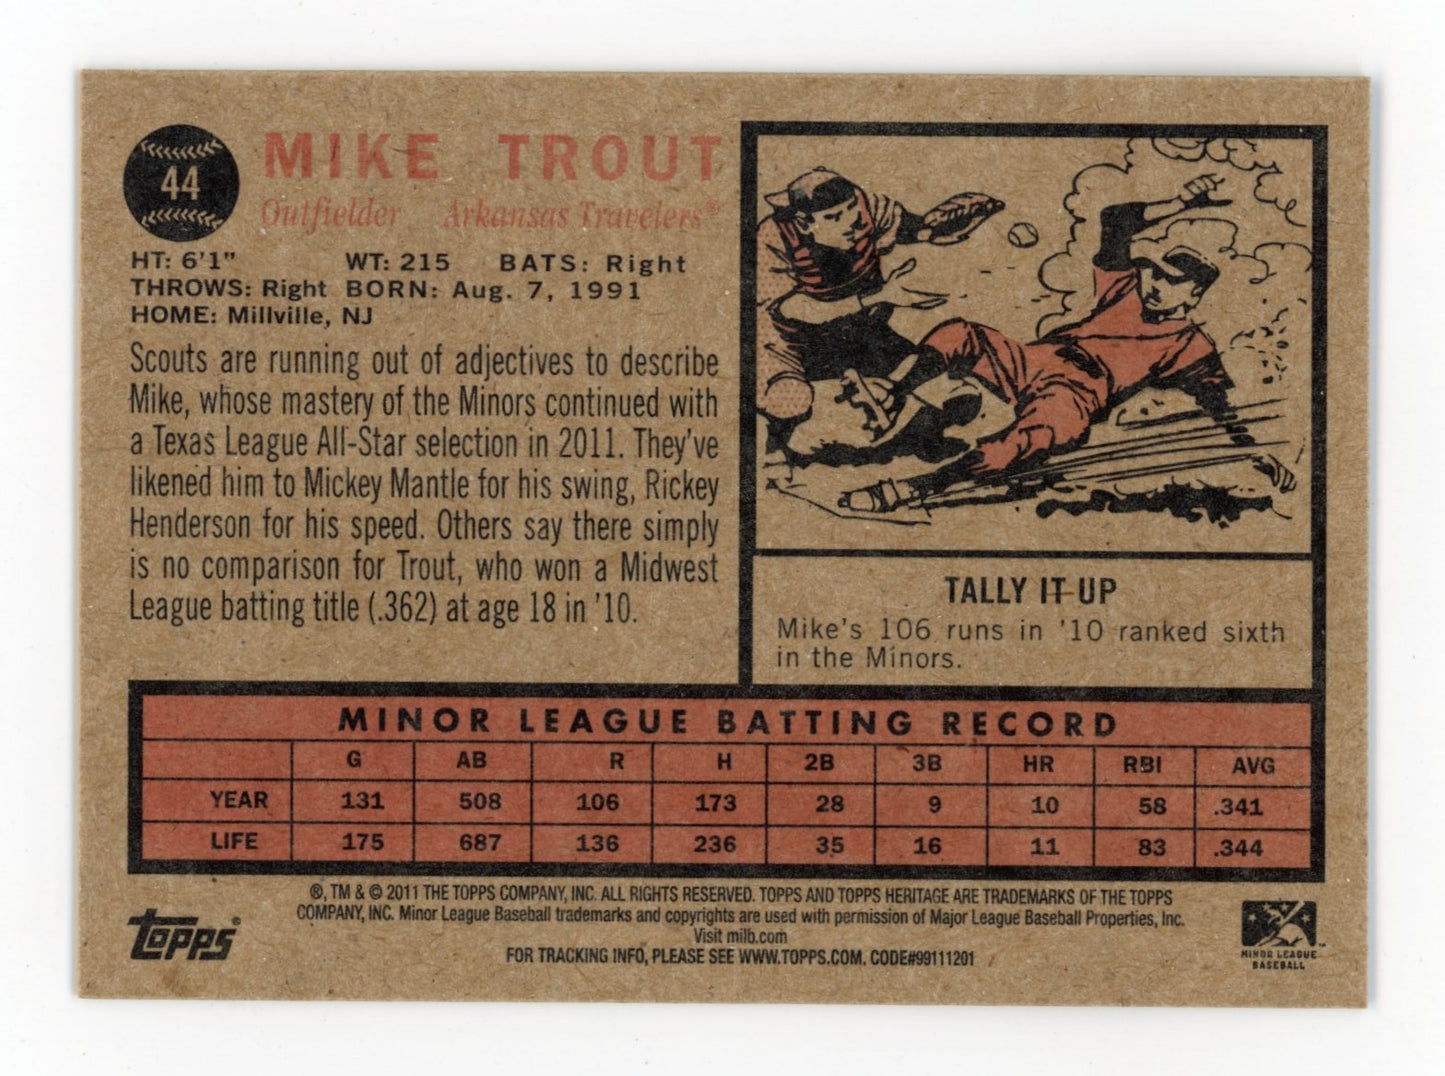 44
MIKE TROUT
Outfielder Arkansas Travelers®
HT: 6'1" WT: 215 BATS: Right
THROWS: Right BORN: Aug. 7, 1991
HOME: Millville, NJ
Scouts are running out of adjectives to describe
Mike, whose mastery of the Minors continued with
a Texas League All-Star selection in 2011. They've
likened him to Mickey Mantle for his swing, Rickey
Henderson for his speed. Others say there simply
is no comparison for Trout, who won a Midwest
League batting title (.362) at age 18 in '10.
TALLY IT UP
Mike's 106 runs in '10 ranked sixth
in the Minors.
MINOR LEAGUE BATTING RECORD
G AB R H 2B 3B HR RBI AVG
YEAR 131 508 106 173 28 9 10 58 .341
LIFE 175 687 136 236 35 16 11 83 .344
®, TM & © 2011 THE TOPPS COMPANY, INC. ALL RIGHTS RESERVED. TOPPS AND TOPPS HERITAGE ARE TRADEMARKS OF THE TOPPS
COMPANY, INC. Minor League Baseball trademarks and copyrights are used with permission of Major League Baseball Properties, Inc.
Visit milb.com
FOR TRACKING INFO, PLEASE SEE WWW.TOPPS.COM. CODE#99111201
Topps®
MINOR LEAGUE™
BASEBALL